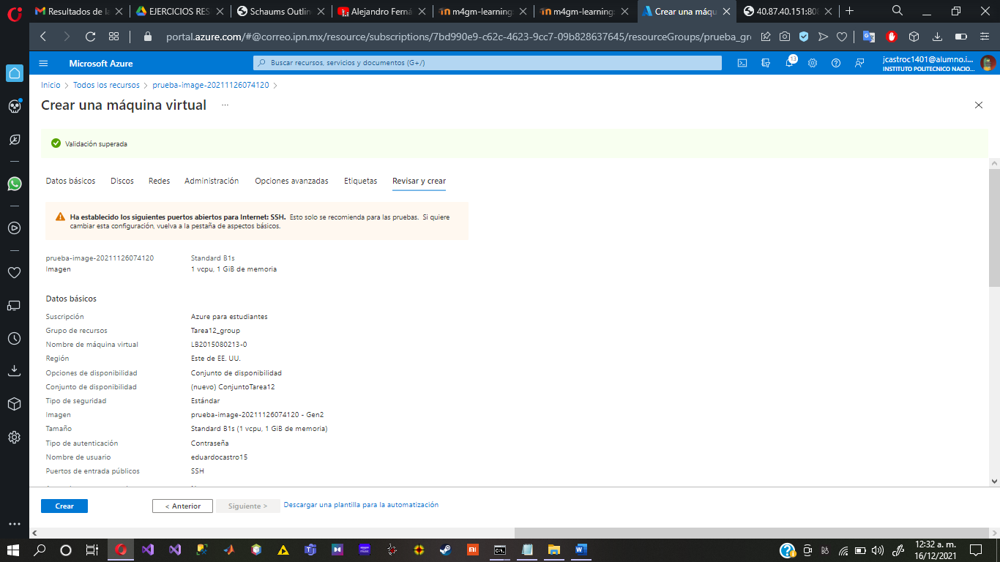 Resultados de la
EJERCICIOS RES
Schaums Outlin
Alejandro Ferná
m4gm-learning
m4gm-learning
Crear una máqu
40.87.40.151:808
portal.azure.com/#@correo.ipn.mx/resource/subscriptions/7bd990e9-c62c-4623-9cc7-09b828637645/resourceGroups/prueba_gr
Microsoft Azure
Buscar recursos, servicios y documentos (G+/)
13
jcastroc1401@alumno.i...
INSTITUTO POLITECNICO NACIO...
Inicio > Todos los recursos > prueba-image-20211126074120 >
Crear una máquina virtual ...
Validación superada
Datos básicos Discos Redes Administración Opciones avanzadas Etiquetas Revisar y crear
Ha establecido los siguientes puertos abiertos para Internet: SSH. Esto solo se recomienda para las pruebas. Si quiere
cambiar esta configuración, vuelva a la pestaña de aspectos básicos.
prueba-image-20211126074120 Standard B1s
Imagen 1 vcpu, 1 GiB de memoria
Datos básicos
Suscripción Azure para estudiantes
Grupo de recursos Tarea12_group
Nombre de máquina virtual LB2015080213-0
Región Este de EE. UU.
Opciones de disponibilidad Conjunto de disponibilidad
Conjunto de disponibilidad (nuevo) ConjuntoTarea12
Tipo de seguridad Estándar
Imagen prueba-image-20211126074120 - Gen2
Tamaño Standard B1s (1 vcpu, 1 GiB de memoria)
Tipo de autenticación Contraseña
Nombre de usuario eduardocastro15
Puertos de entrada públicos SSH
Crear < Anterior Siguiente > Descargar una plantilla para la automatización
12:32 a. m.
16/12/2021